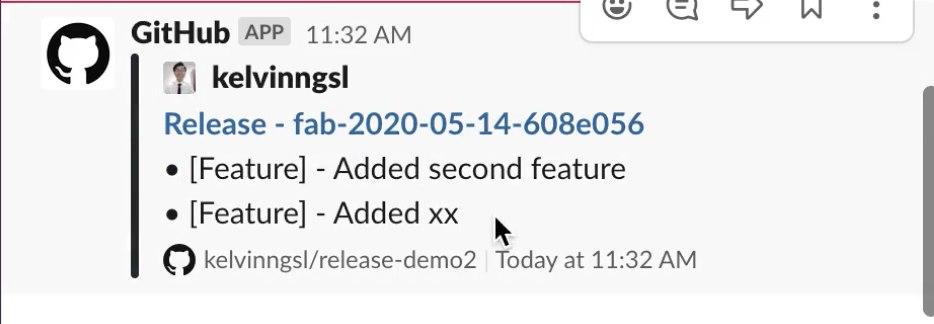 GitHub APP 11:32 AM
kelvinngsl
Release - fab-2020-05-14-608e056
• [Feature] - Added second feature
• [Feature] - Added xx
kelvinngsl/release-demo2 | Today at 11:32 AM